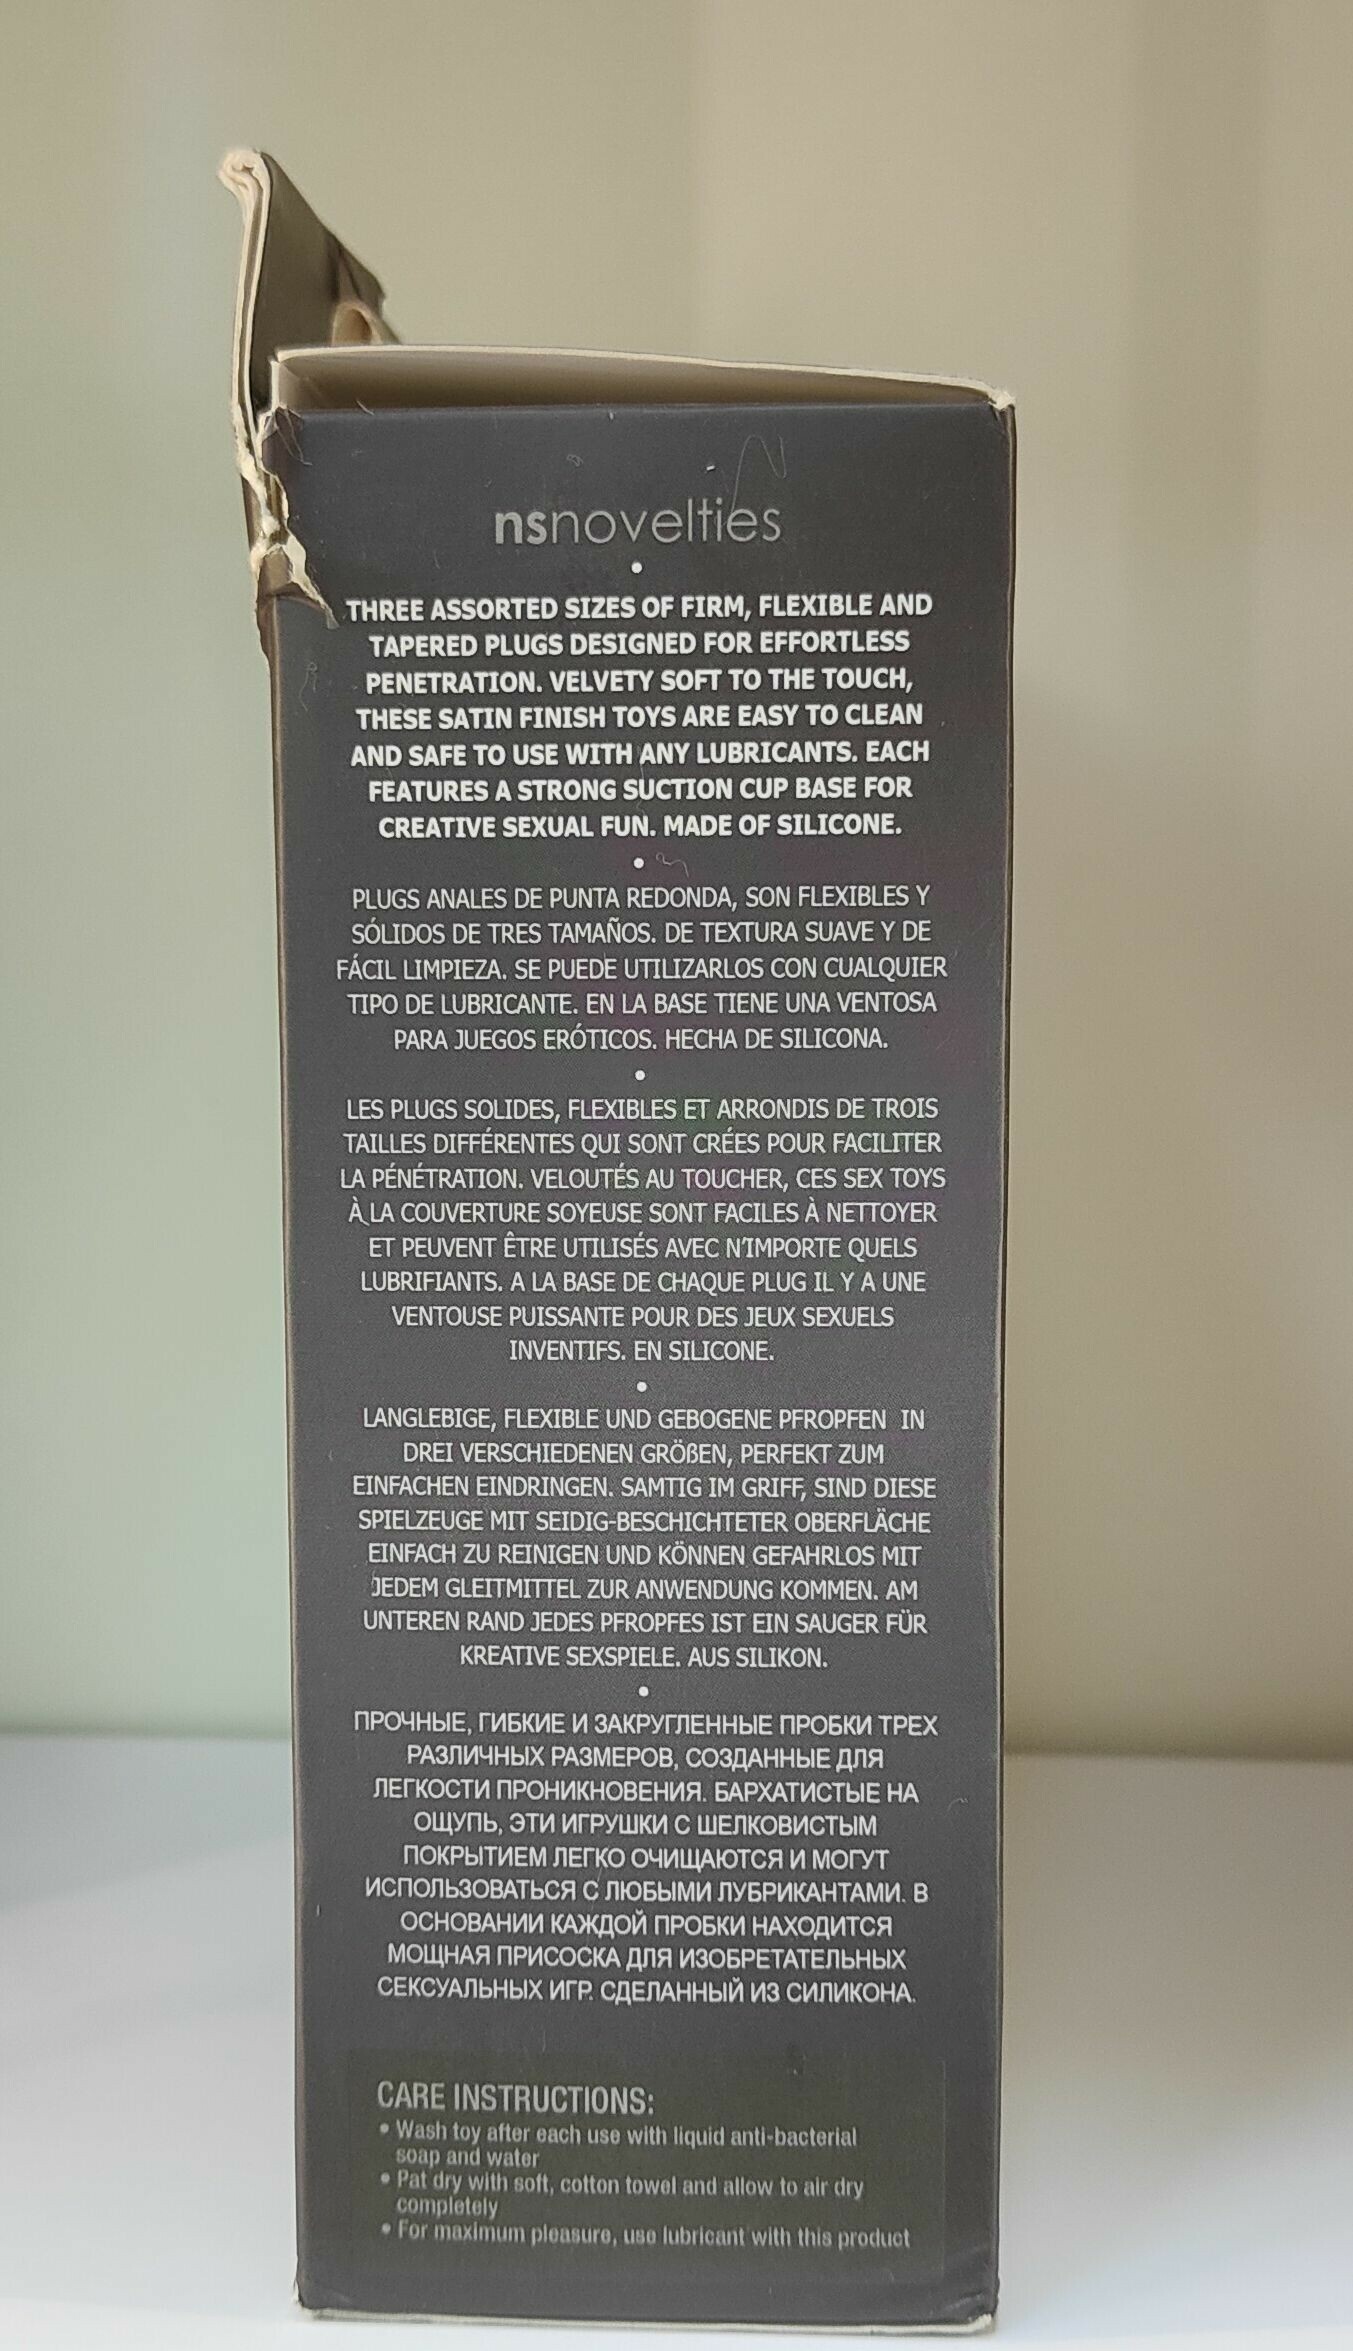 nsnovelties
•
THREE ASSORTED SIZES OF FIRM, FLEXIBLE AND
TAPERED PLUGS DESIGNED FOR EFFORTLESS
PENETRATION. VELVETY SOFT TO THE TOUCH,
THESE SATIN FINISH TOYS ARE EASY TO CLEAN
AND SAFE TO USE WITH ANY LUBRICANTS. EACH
FEATURES A STRONG SUCTION CUP BASE FOR
CREATIVE SEXUAL FUN. MADE OF SILICONE.
•
PLUGS ANALES DE PUNTA REDONDA, SON FLEXIBLES Y
SÓLIDOS DE TRES TAMAÑOS. DE TEXTURA SUAVE Y DE
FÁCIL LIMPIEZA. SE PUEDE UTILIZARLOS CON CUALQUIER
TIPO DE LUBRICANTE. EN LA BASE TIENE UNA VENTOSA
PARA JUEGOS ERÓTICOS. HECHA DE SILICONA.
•
LES PLUGS SOLIDES, FLEXIBLES ET ARRONDIS DE TROIS
TAILLES DIFFÉRENTES QUI SONT CRÉES POUR FACILITER
LA PÉNÉTRATION. VELOUTÉS AU TOUCHER, CES SEX TOYS
À LA COUVERTURE SOYEUSE SONT FACILES À NETTOYER
ET PEUVENT ÊTRE UTILISÉS AVEC N'IMPORTE QUELS
LUBRIFIANTS. A LA BASE DE CHAQUE PLUG IL Y A UNE
VENTOUSE PUISSANTE POUR DES JEUX SEXUELS
INVENTIFS. EN SILICONE.
•
LANGLEBIGE, FLEXIBLE UND GEBOGENE PFROPFEN IN
DREI VERSCHIEDENEN GRÖßEN, PERFEKT ZUM
EINFACHEN EINDRINGEN. SAMTIG IM GRIFF, SIND DIESE
SPIELZEUGE MIT SEIDIG-BESCHICHTETER OBERFLÄCHE
EINFACH ZU REINIGEN UND KÖNNEN GEFAHRLOS MIT
JEDEM GLEITMITTEL ZUR ANWENDUNG KOMMEN. AM
UNTEREN RAND JEDES PFROPFES IST EIN SAUGER FÜR
KREATIVE SEXSPIELE. AUS SILIKON.
•
ПРОЧНЫЕ, ГИБКИЕ И ЗАКРУГЛЕННЫЕ ПРОБКИ ТРЕХ
РАЗЛИЧНЫХ РАЗМЕРОВ, СОЗДАННЫЕ ДЛЯ
ЛЕГКОСТИ ПРОНИКНОВЕНИЯ. БАРХАТИСТЫЕ НА
ОЩУПЬ, ЭТИ ИГРУШКИ С ШЕЛКОВИСТЫМ
ПОКРЫТИЕМ ЛЕГКО ОЧИЩАЮТСЯ И МОГУТ
ИСПОЛЬЗОВАТЬСЯ С ЛЮБЫМИ ЛУБРИКАНТАМИ. В
ОСНОВАНИИ КАЖДОЙ ПРОБКИ НАХОДИТСЯ
МОЩНАЯ ПРИСОСКА ДЛЯ ИЗОБРЕТАТЕЛЬНЫХ
СЕКСУАЛЬНЫХ ИГР. СДЕЛАННЫЙ ИЗ СИЛИКОНА.
CARE INSTRUCTIONS:
• Wash toy after each use with liquid anti-bacterial
soap and water
• Pat dry with soft, cotton towel and allow to air dry
completely
• For maximum pleasure, use lubricant with this product